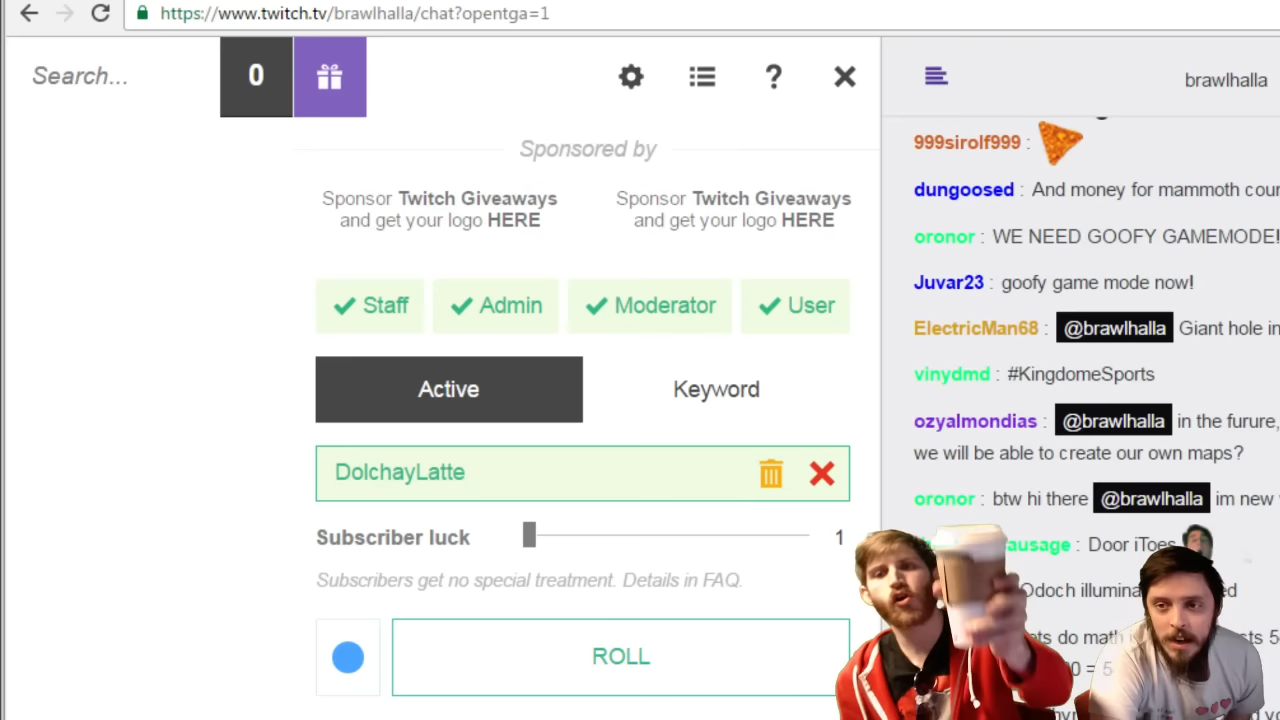 https://www.twitch.tv/brawlhalla/chat?opentga=1
Search...
0
?
Sponsored by
Sponsor Twitch Giveaways
and get your logo HERE
Sponsor Twitch Giveaways
and get your logo HERE
Staff
Admin
Moderator
User
Active
Keyword
DolchayLatte
Subscriber luck
1
Subscribers get no special treatment. Details in FAQ.
ROLL
brawlhalla
999sirolf999 :
dungoosed : And money for mammoth
oronor : WE NEED GOOFY GAMEMODE!
Juvar23 : goofy game mode now!
ElectricMan68 : @brawlhalla Giant hole in
vinydmd : #KingdomeSports
ozyalmondias : @brawlhalla in the furure,
we will be able to create our own maps?
oronor : btw hi there @brawlhalla im new
ausage : Door iToes
Odoch
do math